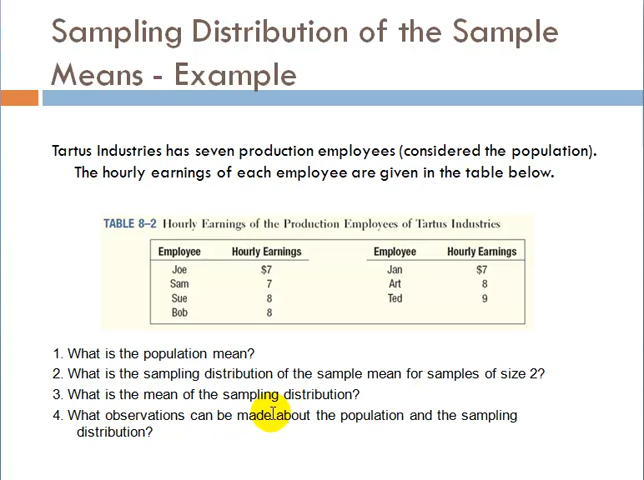 Sampling Distribution of the Sample
Means - Example
Tartus Industries has seven production employees (considered the population).
The hourly earnings of each employee are given in the table below.
TABLE 8–2 Hourly Earnings of the Production Employees of Tartus Industries
Employee Hourly Earnings Employee Hourly Earnings
Joe $7 Jan $7
Sam 7 Art 8
Sue 8 Ted 9
Bob 8
1. What is the population mean?
2. What is the sampling distribution of the sample mean for samples of size 2?
3. What is the mean of the sampling distribution?
4. What observations can be made about the population and the sampling
distribution?